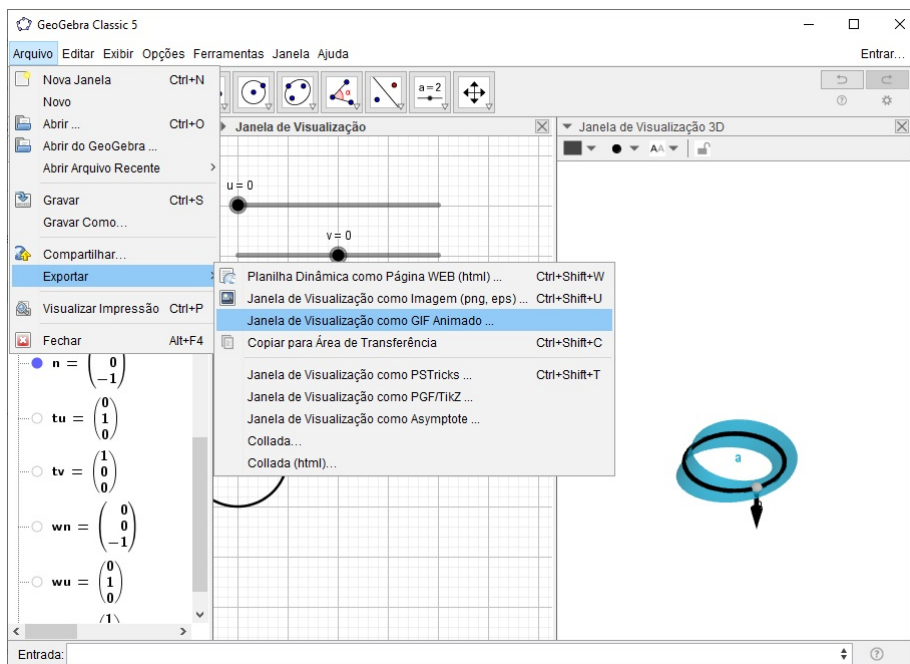 GeoGebra Classic 5
Arquivo Editar Exibir Opções Ferramentas Janela Ajuda Entrar...
Nova Janela Ctrl+N
Novo
Abrir ... Ctrl+O
Abrir do GeoGebra ...
Abrir Arquivo Recente
Gravar Ctrl+S
Gravar Como...
Compartilhar...
Exportar
Visualizar Impressão Ctrl+P
Fechar Alt+F4
a = 2
Janela de Visualização
u = 0
v = 0
Planilha Dinâmica como Página WEB (html) ... Ctrl+Shift+W
Janela de Visualização como Imagem (png, eps) ... Ctrl+Shift+U
Janela de Visualização como GIF Animado ...
Copiar para Área de Transferência Ctrl+Shift+C
Janela de Visualização como PSTricks ... Ctrl+Shift+T
Janela de Visualização como PGF/TikZ ...
Janela de Visualização como Asymptote ...
Collada...
Collada (html)...
Janela de Visualização 3D
AA
a
n = 0
−1
tu = 0
1
0
tv = 1
0
0
wn = 0
0
−1
wu = 0
1
0
1
Entrada: